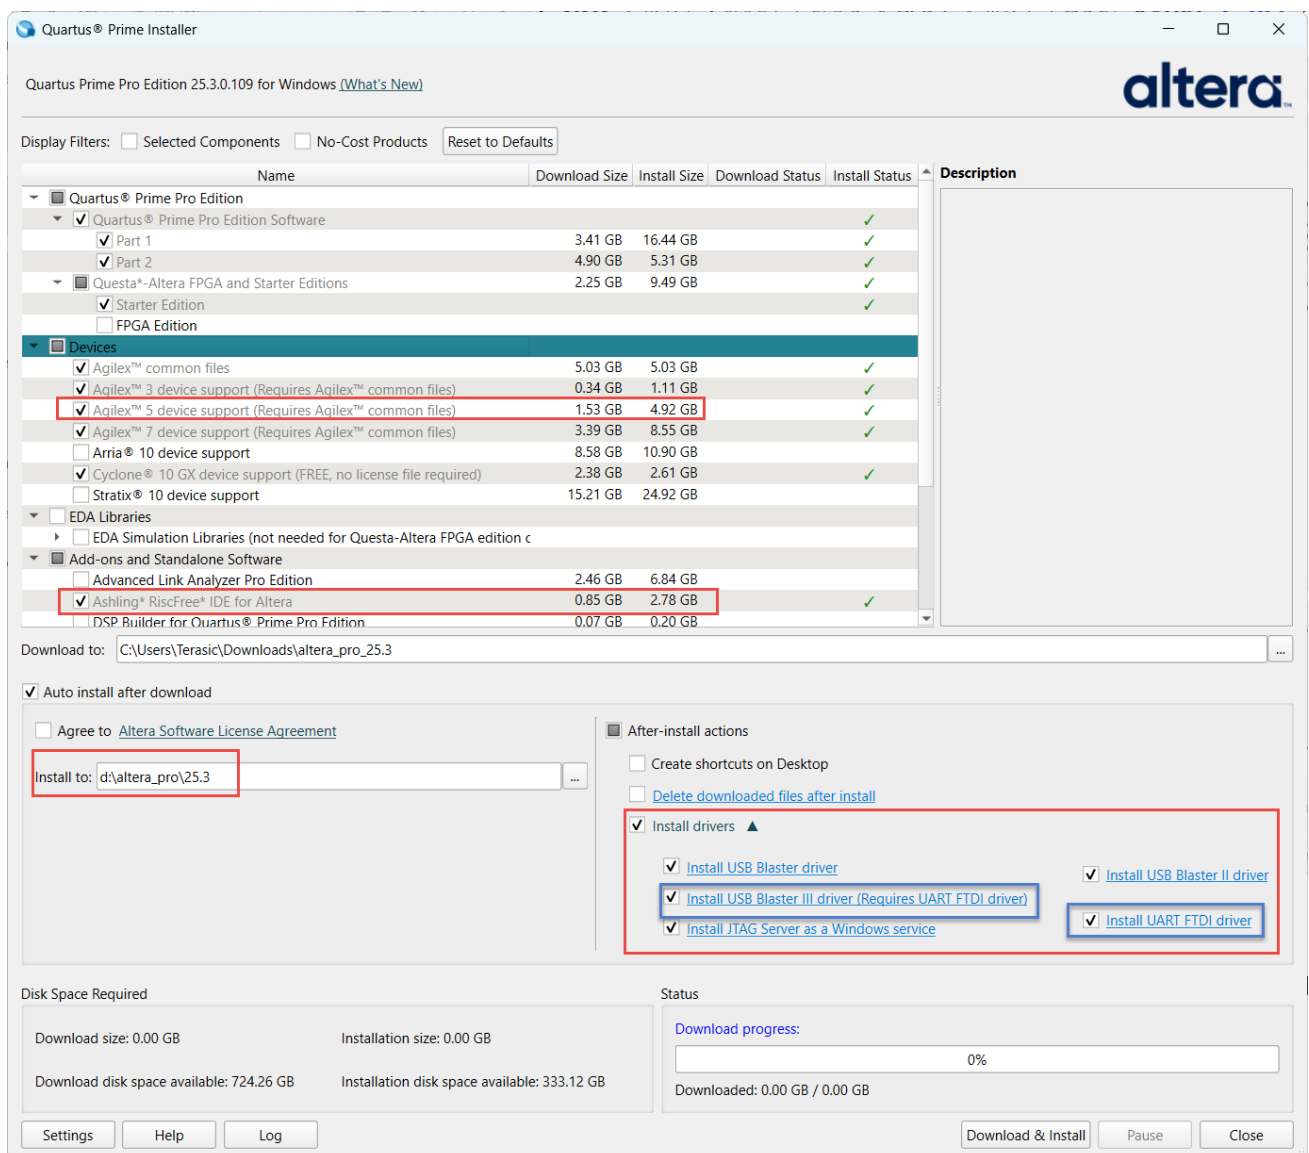 Quartus® Prime Installer
Quartus Prime Pro Edition 25.3.0.109 for Windows (What's New)
altera™
Display Filters: Selected Components No-Cost Products Reset to Defaults
Name Download Size Install Size Download Status Install Status Description
Quartus® Prime Pro Edition
Quartus® Prime Pro Edition Software
Part 1 3.41 GB 16.44 GB
Part 2 4.90 GB 5.31 GB
Questa*-Altera FPGA and Starter Editions 2.25 GB 9.49 GB
Starter Edition
FPGA Edition
Devices
Agilex™ common files 5.03 GB 5.03 GB
Agilex™ 3 device support (Requires Agilex™ common files) 0.34 GB 1.11 GB
Agilex™ 5 device support (Requires Agilex™ common files) 1.53 GB 4.92 GB
Agilex™ 7 device support (Requires Agilex™ common files) 3.39 GB 8.55 GB
Arria® 10 device support 8.58 GB 10.90 GB
Cyclone® 10 GX device support (FREE, no license file required) 2.38 GB 2.61 GB
Stratix® 10 device support 15.21 GB 24.92 GB
EDA Libraries
EDA Simulation Libraries (not needed for Questa-Altera FPGA edition c
Add-ons and Standalone Software
Advanced Link Analyzer Pro Edition 2.46 GB 6.84 GB
Ashling* RiscFree* IDE for Altera 0.85 GB 2.78 GB
DSP Builder for Quartus® Prime Pro Edition 0.07 GB 0.20 GB
Download to: C:\Users\Terasic\Downloads\altera_pro_25.3 ...
Auto install after download
Agree to Altera Software License Agreement
Install to: d:\altera_pro\25.3 ...
After-install actions
Create shortcuts on Desktop
Delete downloaded files after install
Install drivers
Install USB Blaster driver
Install USB Blaster II driver
Install USB Blaster III driver (Requires UART FTDI driver)
Install UART FTDI driver
Install JTAG Server as a Windows service
Disk Space Required
Download size: 0.00 GB Installation size: 0.00 GB
Download disk space available: 724.26 GB Installation disk space available: 333.12 GB
Status
Download progress:
0%
Downloaded: 0.00 GB / 0.00 GB
Settings Help Log Download & Install Pause Close